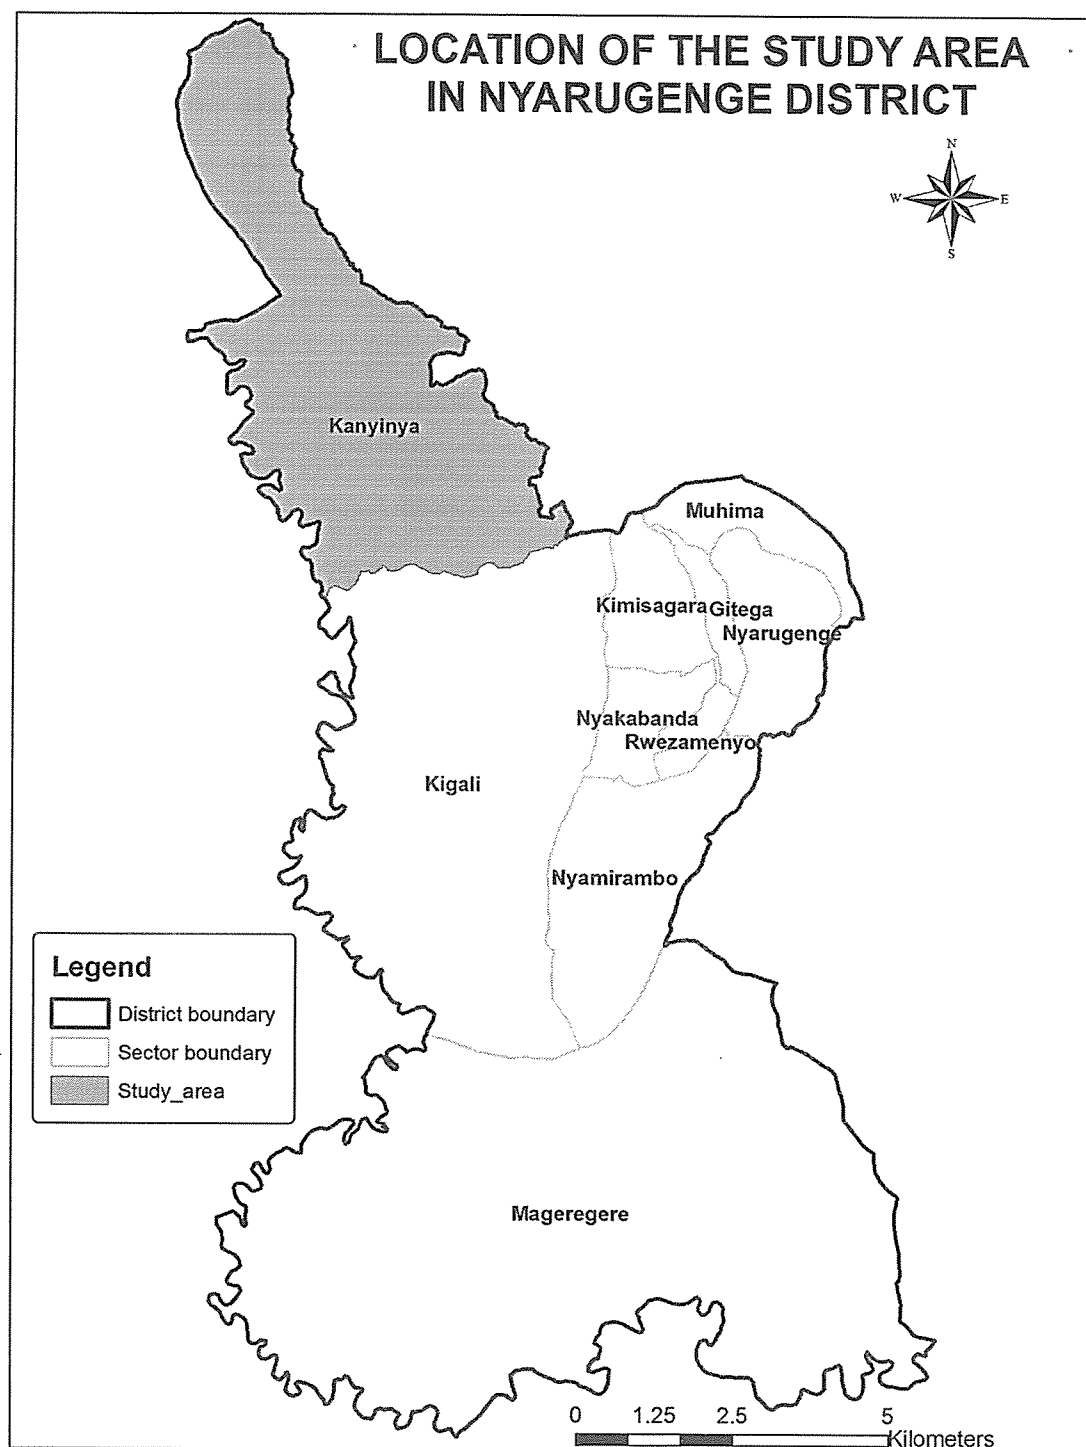 LOCATION OF THE STUDY AREA
IN NYARUGENGE DISTRICT
N
W E
S
Kanyinya
Muhima
Kimisagara
Gitega
Nyarugenge
Nyakabanda
Rwezamenyo
Kigali
Nyamirambo
Legend
District boundary
Sector boundary
Study_area
Mageregere
0 1.25 2.5 5
Kilometers